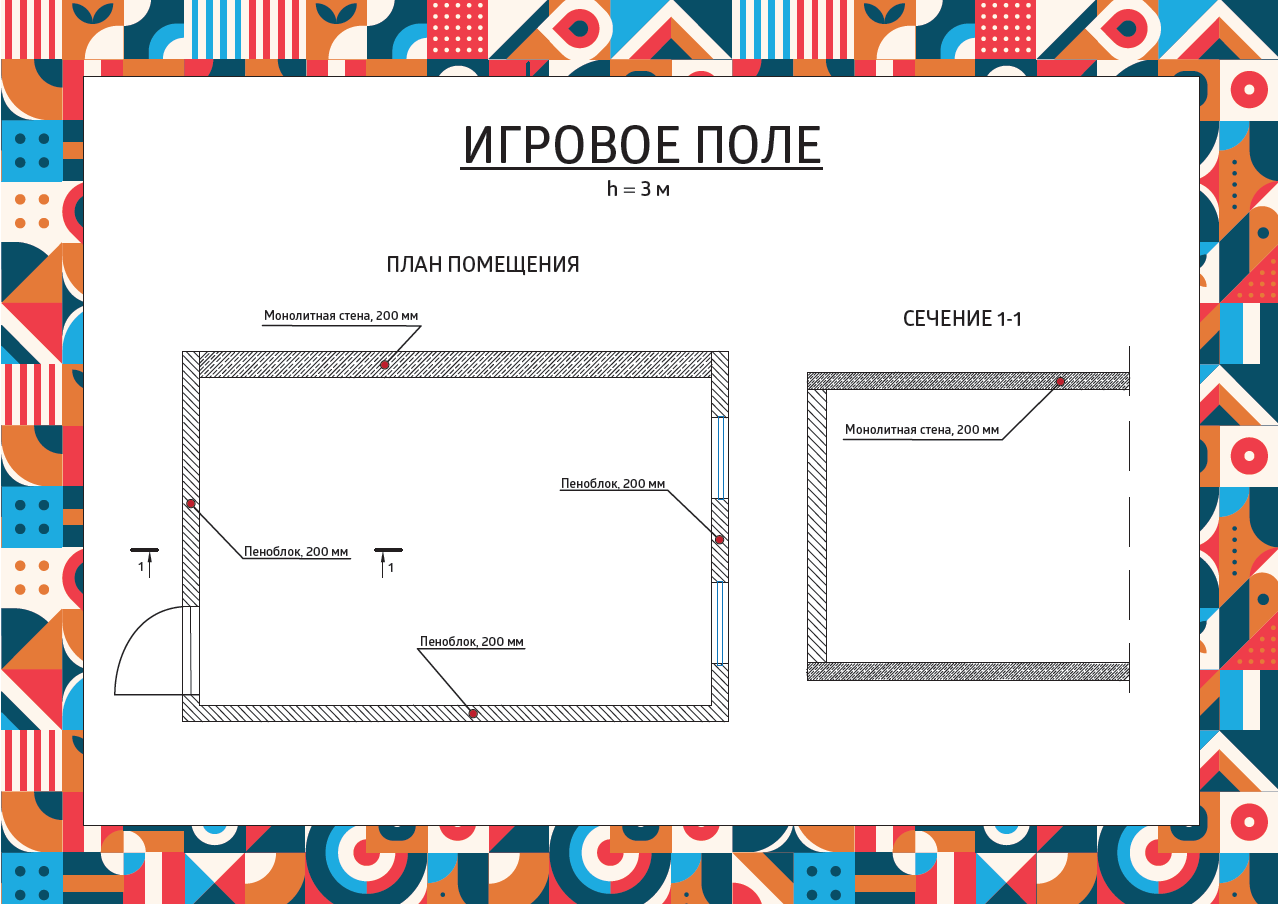 ИГРОВОЕ ПОЛЕ
h = 3 м
ПЛАН ПОМЕЩЕНИЯ
Монолитная стена, 200 мм
СЕЧЕНИЕ 1-1
Монолитная стена, 200 мм
Пеноблок, 200 мм
Пеноблок, 200 мм
1
1
Пеноблок, 200 мм